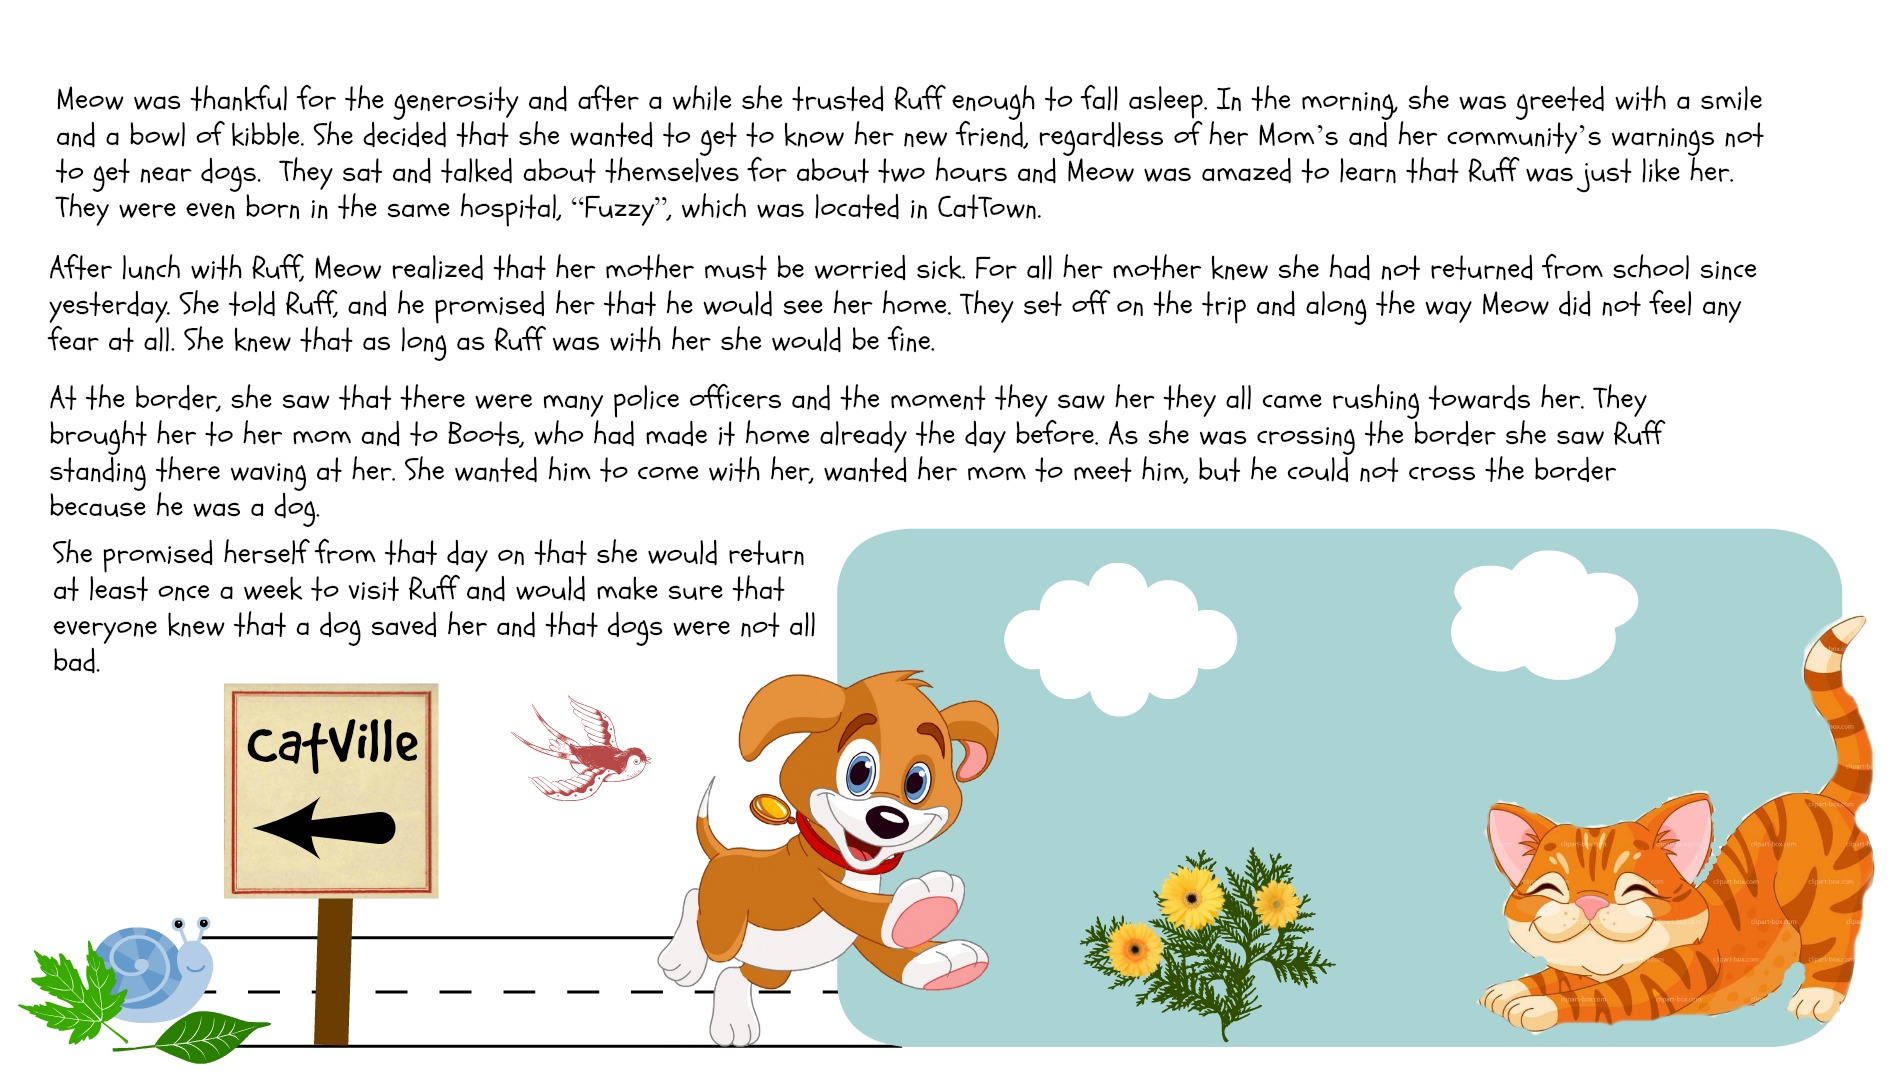 Meow was thankful for the generosity and after a while she trusted Ruff enough to fall asleep. In the morning, she was greeted with a smile
and a bowl of kibble. She decided that she wanted to get to know her new friend, regardless of her Mom’s and her community’s warnings not
to get near dogs.  They sat and talked about themselves for about two hours and Meow was amazed to learn that Ruff was just like her.
They were even born in the same hospital, “Fuzzy”, which was located in CatTown.
After lunch with Ruff, Meow realized that her mother must be worried sick. For all her mother knew she had not returned from school since
yesterday. She told Ruff, and he promised her that he would see her home. They set off on the trip and along the way Meow did not feel any
fear at all. She knew that as long as Ruff was with her she would be fine.
At the border, she saw that there were many police officers and the moment they saw her they all came rushing towards her. They
brought her to her mom and to Boots, who had made it home already the day before. As she was crossing the border she saw Ruff
standing there waving at her. She wanted him to come with her, wanted her mom to meet him, but he could not cross the border
because he was a dog.
She promised herself from that day on that she would return
at least once a week to visit Ruff and would make sure that
everyone knew that a dog saved her and that dogs were not all
bad.
CatVille
clipart-box.com